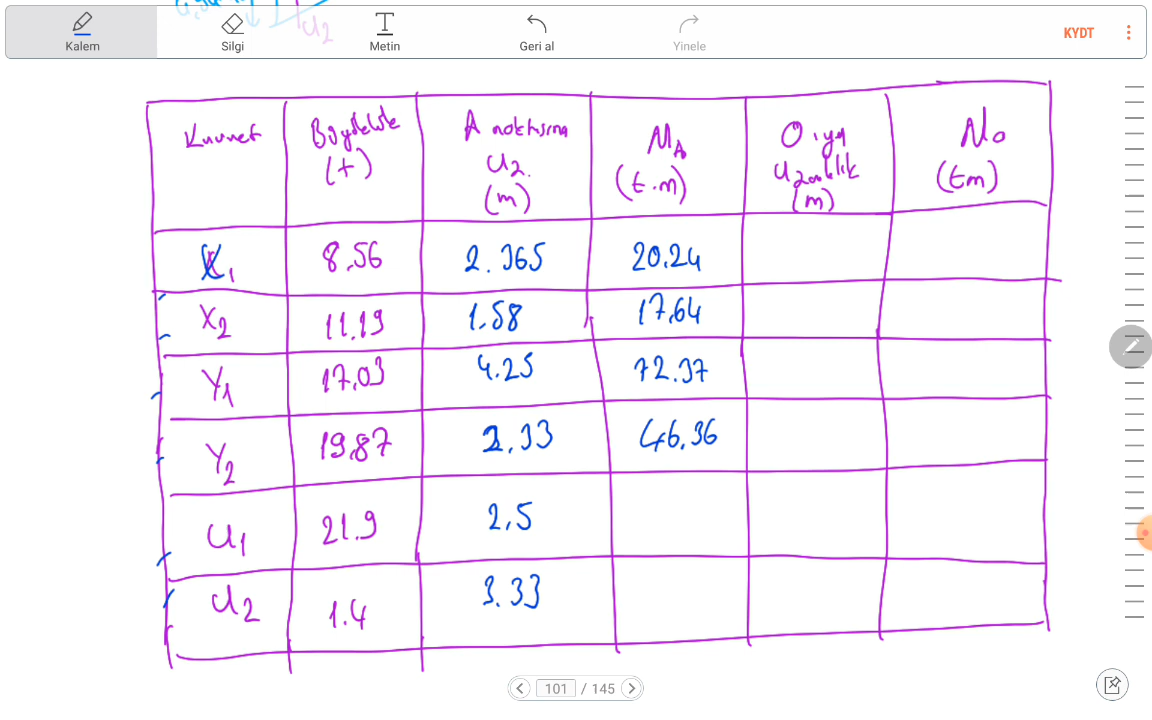 u2
Kalem
Silgi
Metin
Geri al
Yinele
KYDT
Kuvvet
Büyüklük
(t)
A noktasına
uz.
(m)
MA
(t.m)
O'ya
uzaklık
(m)
Mo
(tm)
X1 8.56 2.365 20.24
X2 11.19 1.58 17.64
Y1 17.03 4.25 72.37
Y2 19.87 2.33 46.36
U1 21.9 2.5
U2 1.4 3.33
101 / 145